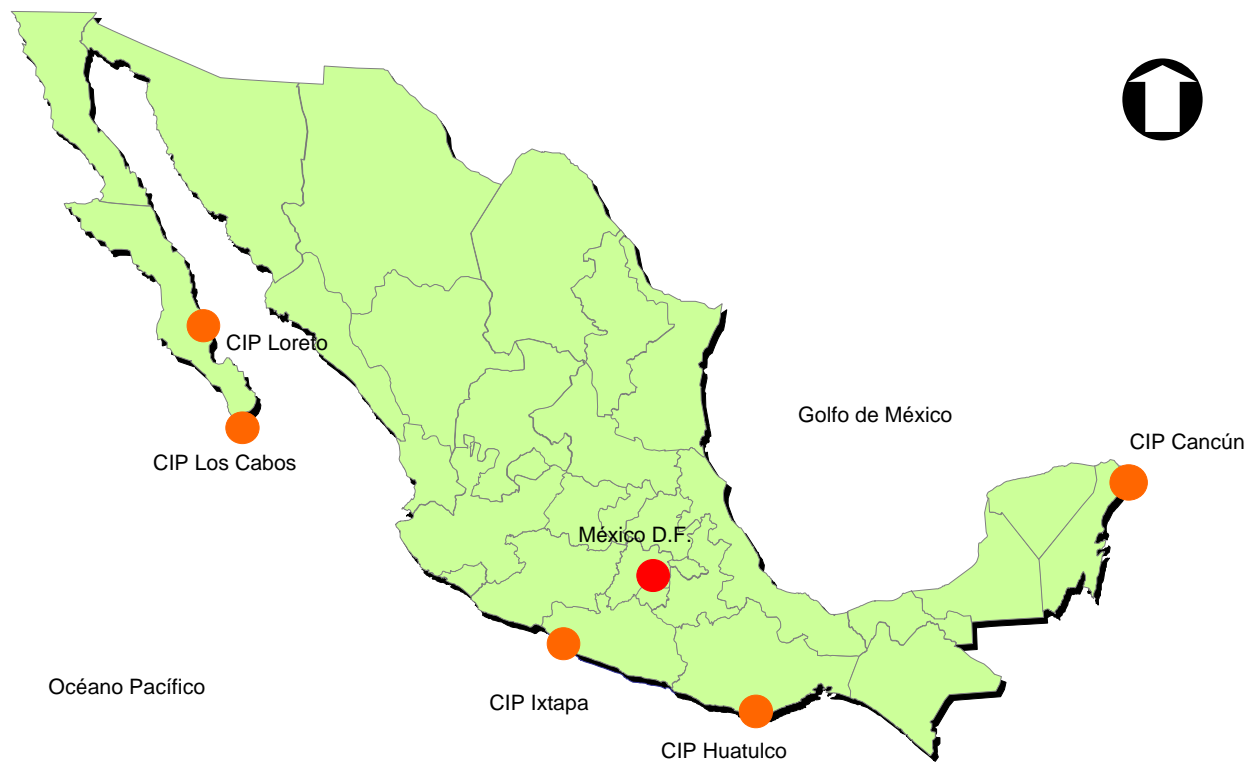 CIP Loreto
Golfo de México
CIP Cancún
CIP Los Cabos
México D.F.
Océano Pacífico
CIP Ixtapa
CIP Huatulco